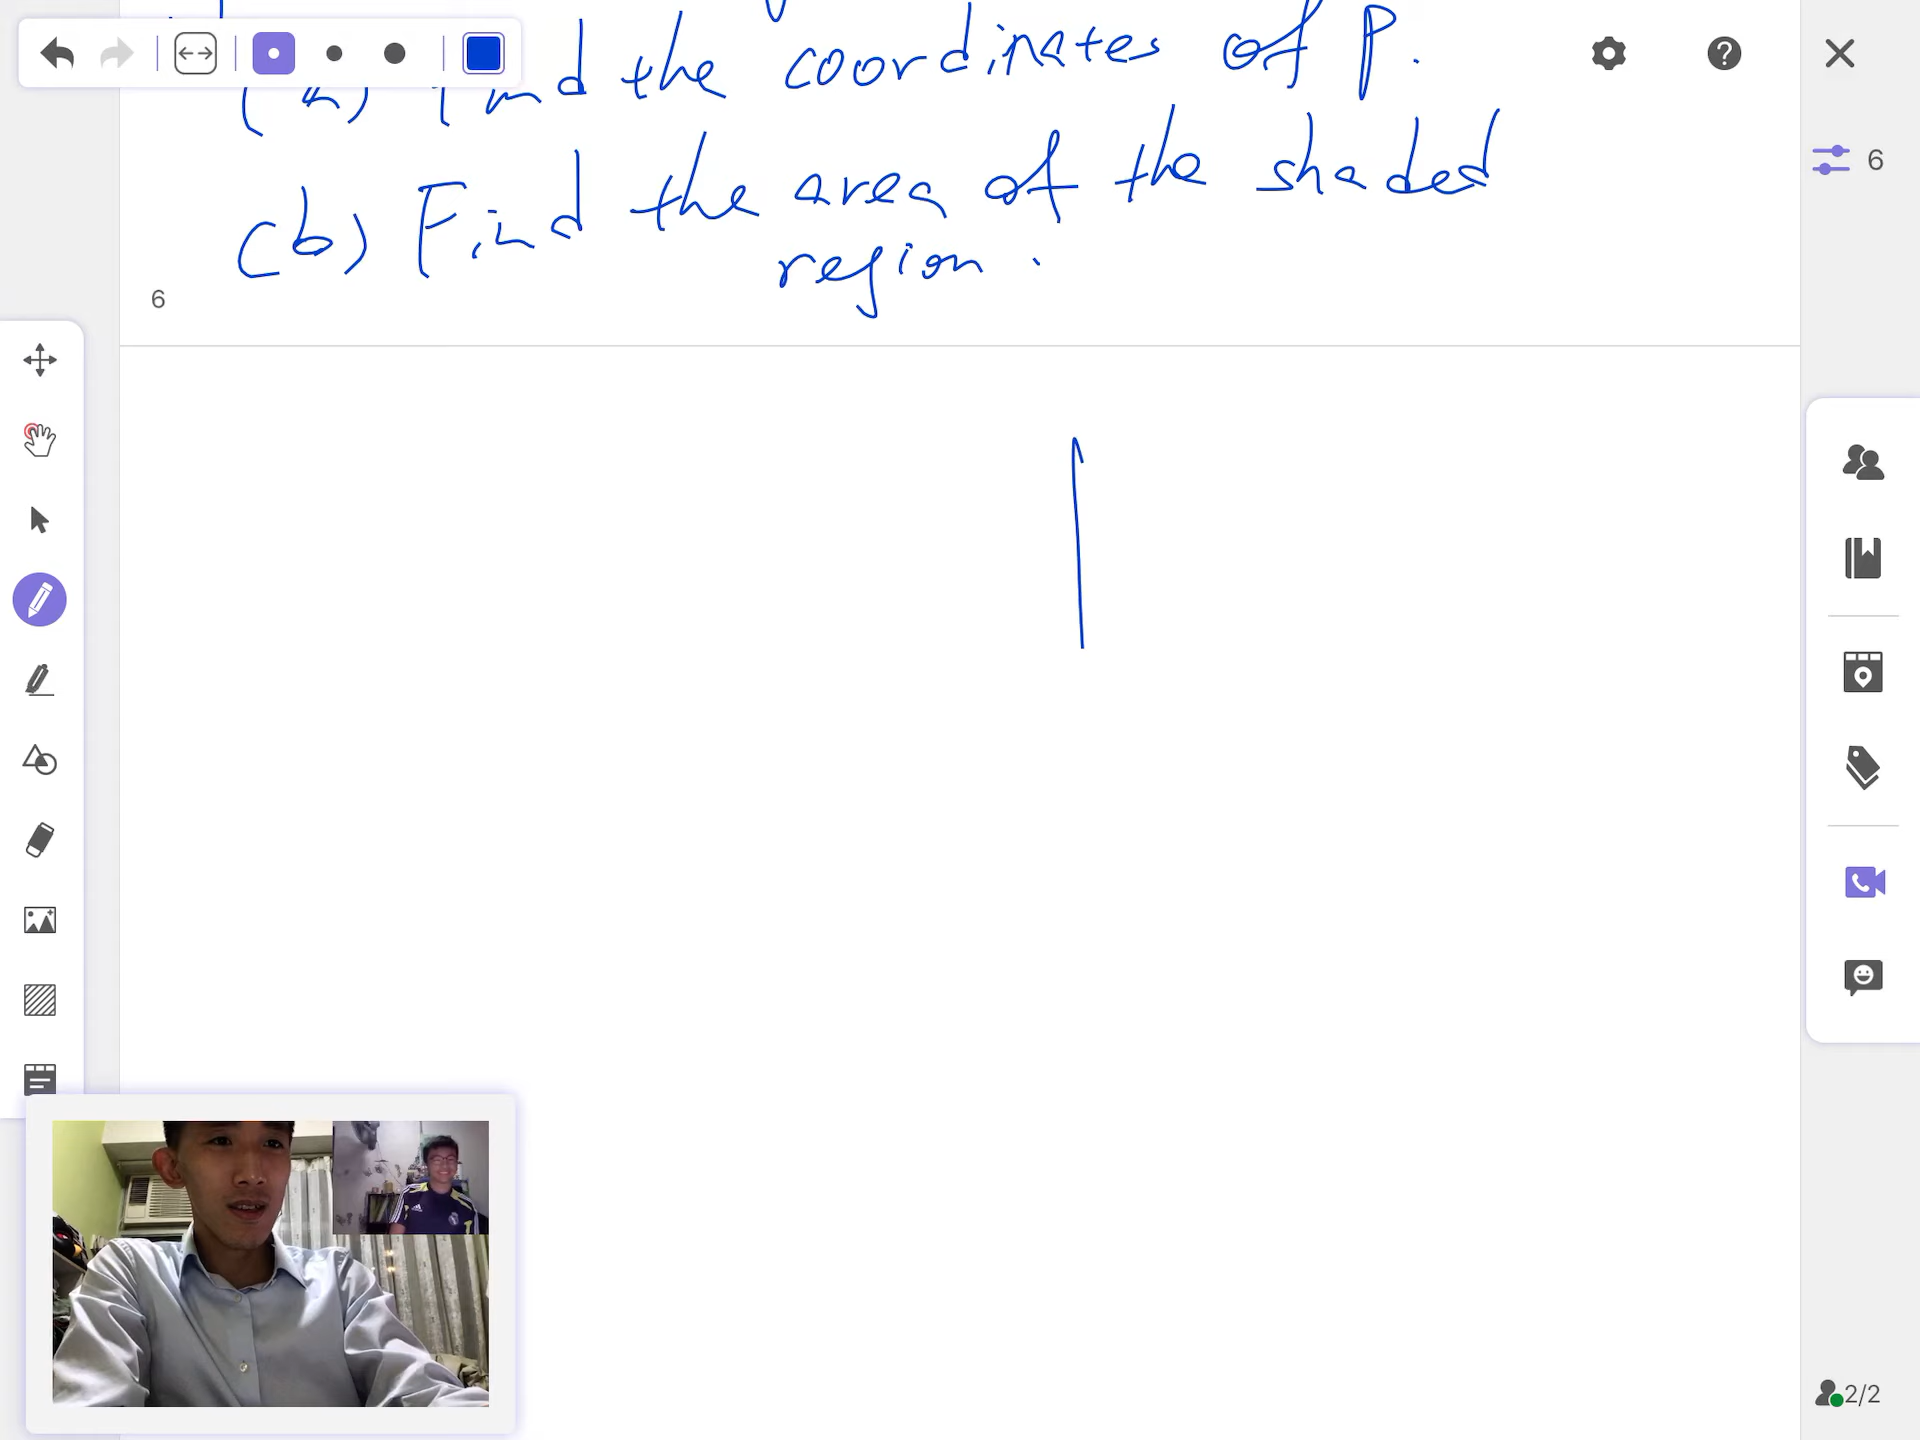 (a) Find the coordinates of P.
(b) Find the area of the shaded
region.
6
6
2/2